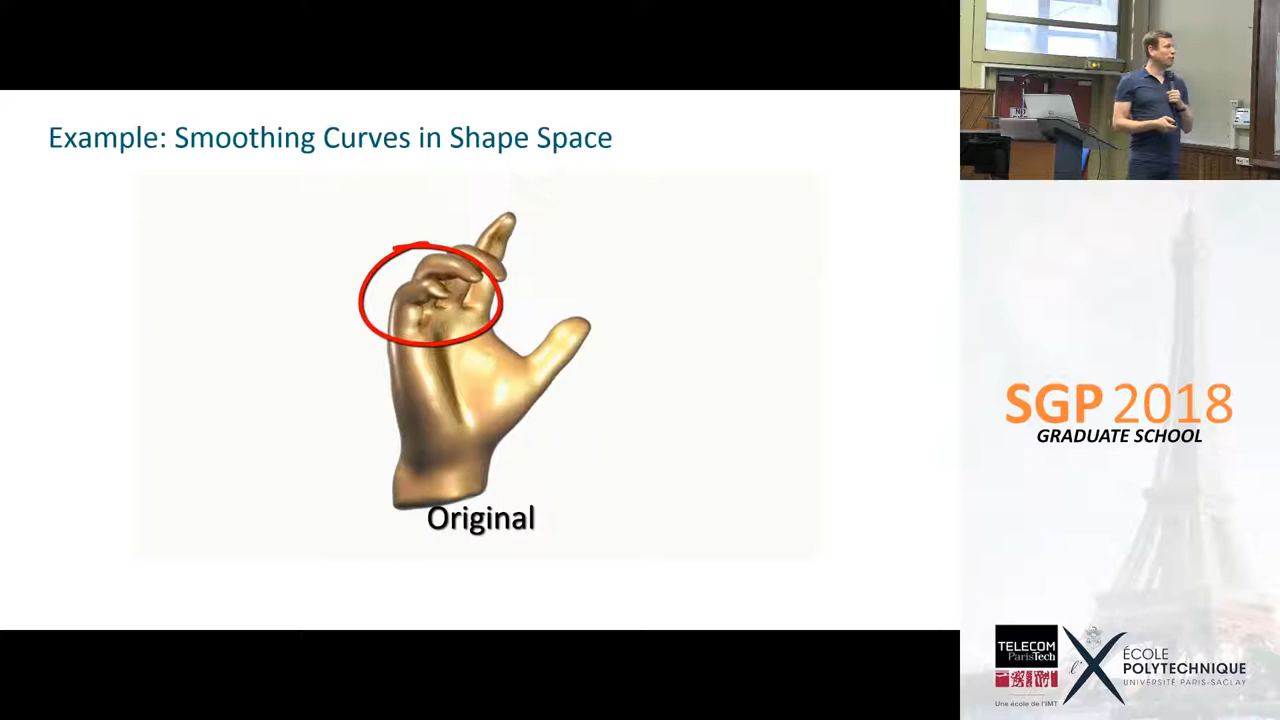 Example: Smoothing Curves in Shape Space
Original
SGP 2018
GRADUATE SCHOOL
TELECOM
ParisTech
Une école de l'IMT
l'X
ÉCOLE
POLYTECHNIQUE
UNIVERSITÉ PARIS-SACLAY